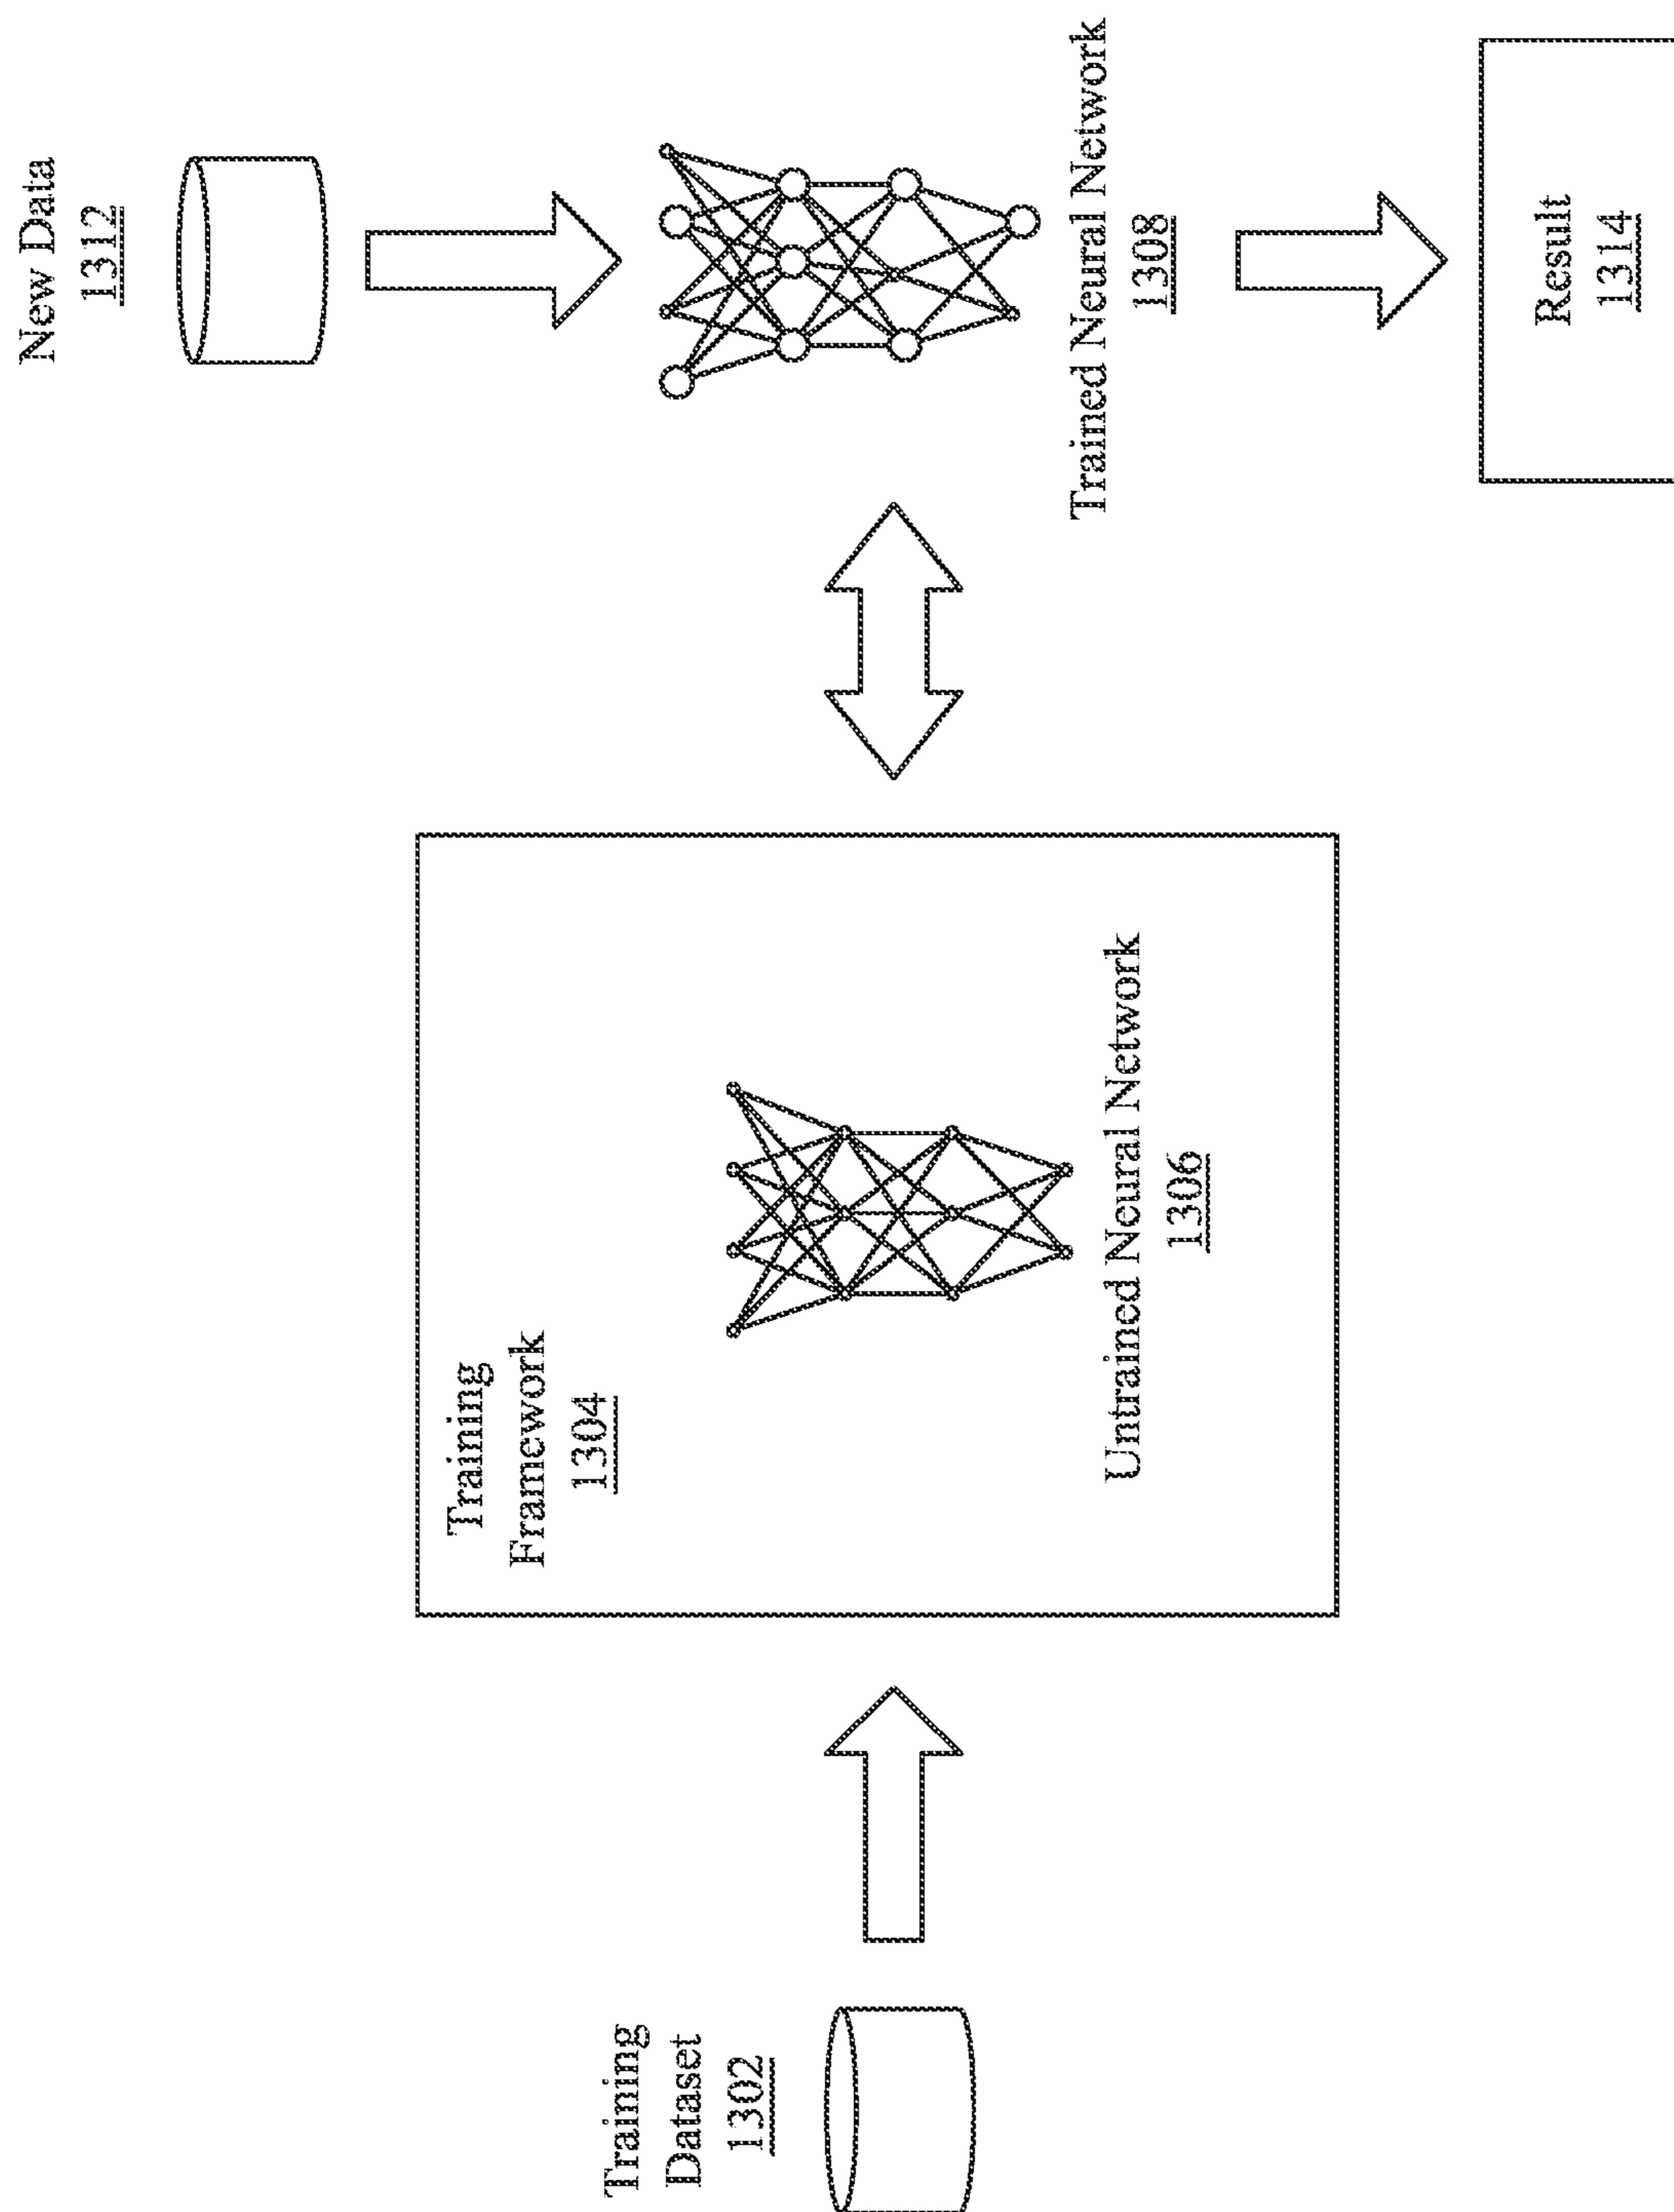 Training
Dataset
1302
Training
Framework
1304
Untrained Neural Network
1306
New Data
1312
Trained Neural Network
1308
Result
1314